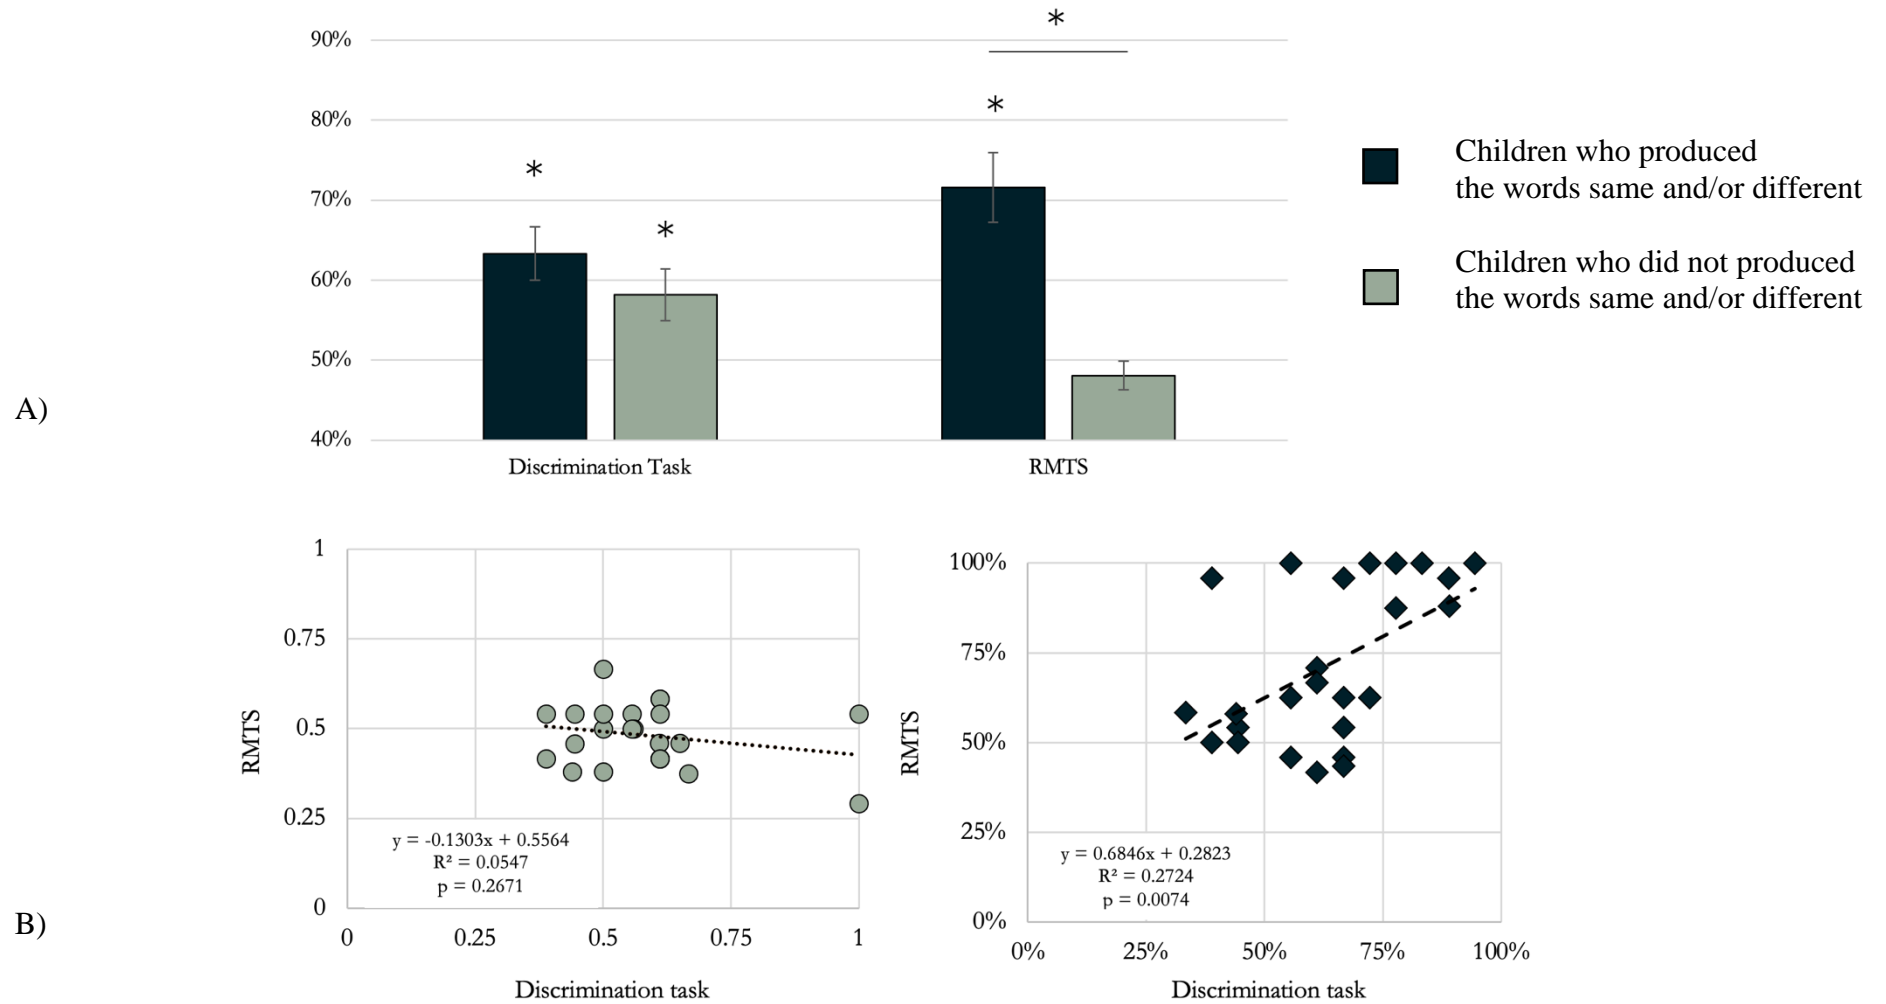 *
90%
80%
*
*
70%
*
60%
50%
40%
Discrimination Task
RMTS
Children who produced
the words same and/or different
Children who did not produced
the words same and/or different
A)
1
0.75
0.5
0.25
0
RMTS
y = -0.1303x + 0.5564
R² = 0.0547
p = 0.2671
0 0.25 0.5 0.75 1
Discrimination task
100%
75%
50%
25%
0%
RMTS
y = 0.6846x + 0.2823
R² = 0.2724
p = 0.0074
0% 25% 50% 75% 100%
Discrimination task
B)